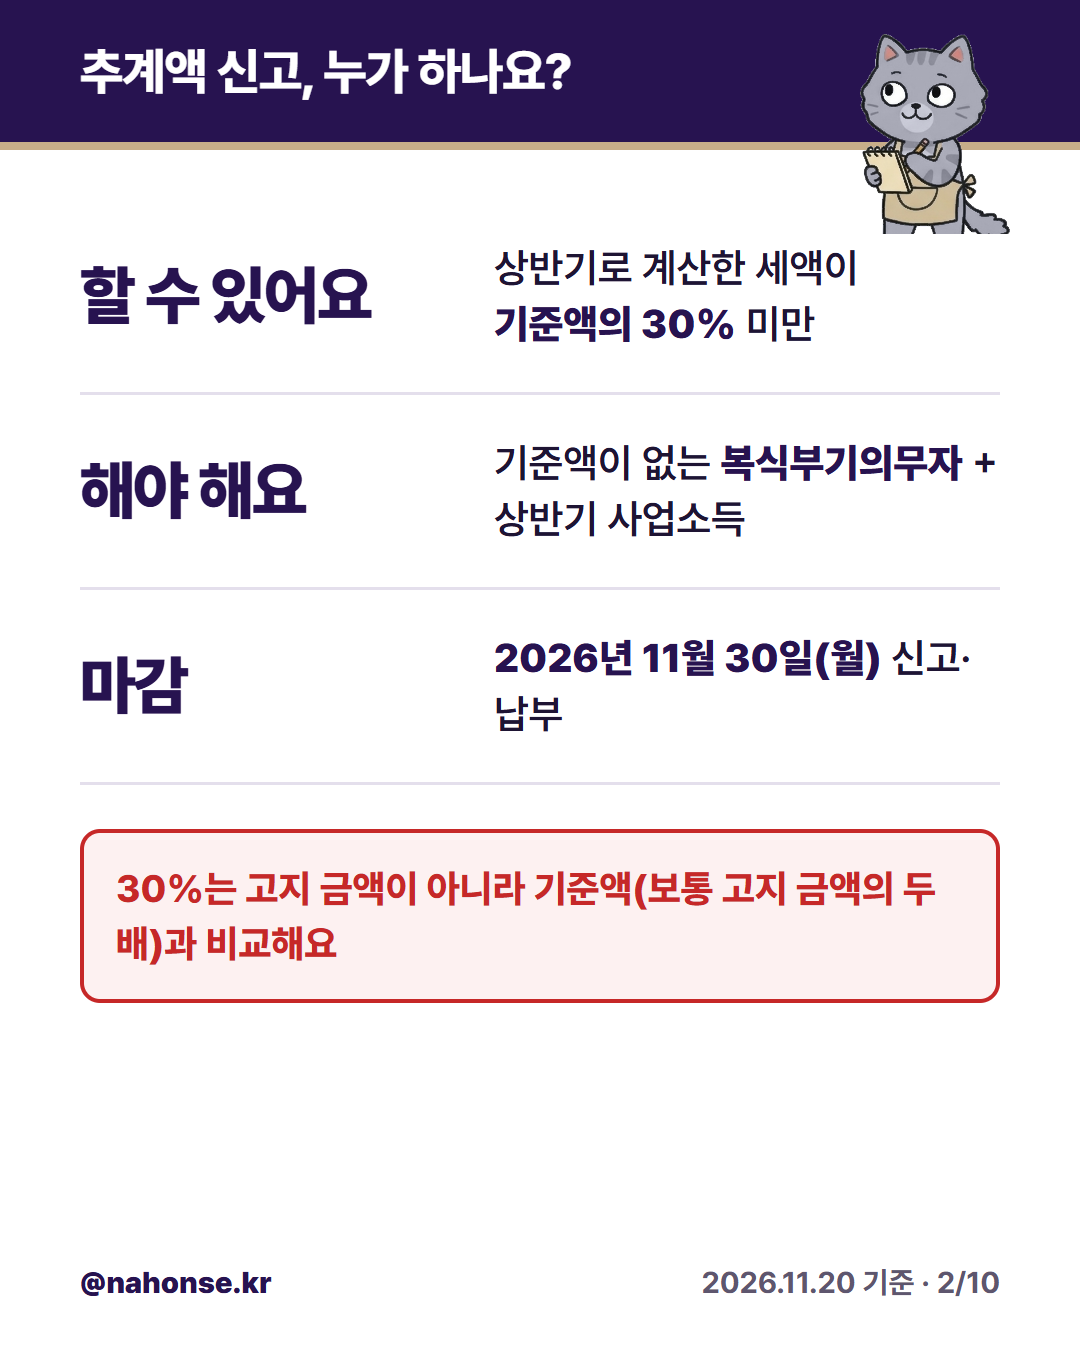 추계액 신고, 누가 하나요?
할 수 있어요
상반기로 계산한 세액이
기준액의 30% 미만
해야 해요
기준액이 없는 복식부기의무자 +
상반기 사업소득
마감
2026년 11월 30일(월) 신고·
납부
30%는 고지 금액이 아니라 기준액(보통 고지 금액의 두
배)과 비교해요
@nahonse.kr
2026.11.20 기준 · 2/10